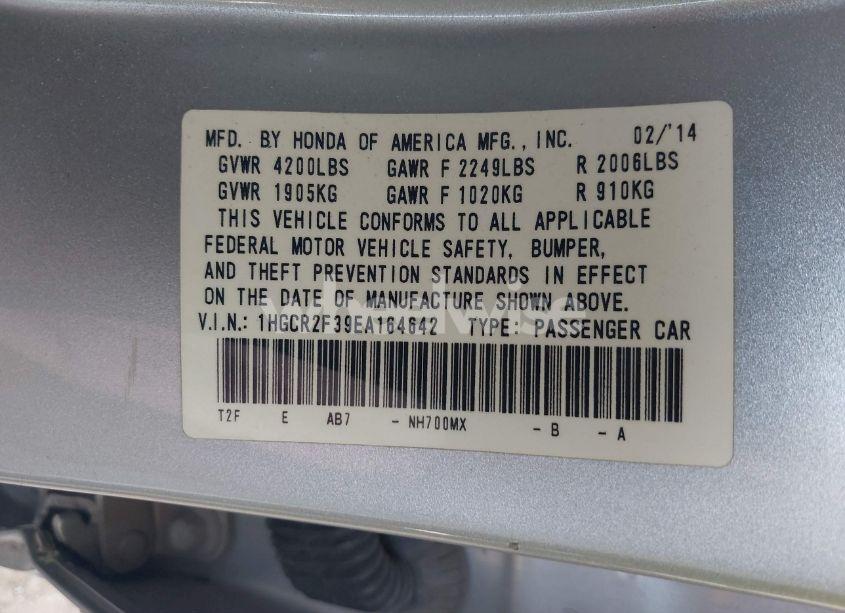 MFD. BY HONDA OF AMERICA MFG., INC. 02/'14
GVWR 4200LBS GAWR F 2249LBS R 2006LBS
GVWR 1905KG GAWR F 1020KG R 910KG
THIS VEHICLE CONFORMS TO ALL APPLICABLE
FEDERAL MOTOR VEHICLE SAFETY, BUMPER,
AND THEFT PREVENTION STANDARDS IN EFFECT
ON THE DATE OF MANUFACTURE SHOWN ABOVE.
V.I.N.: 1HGCR2F39EA164642 TYPE: PASSENGER CAR
T2F E AB7 - NH700MX - B - A
wheelwise